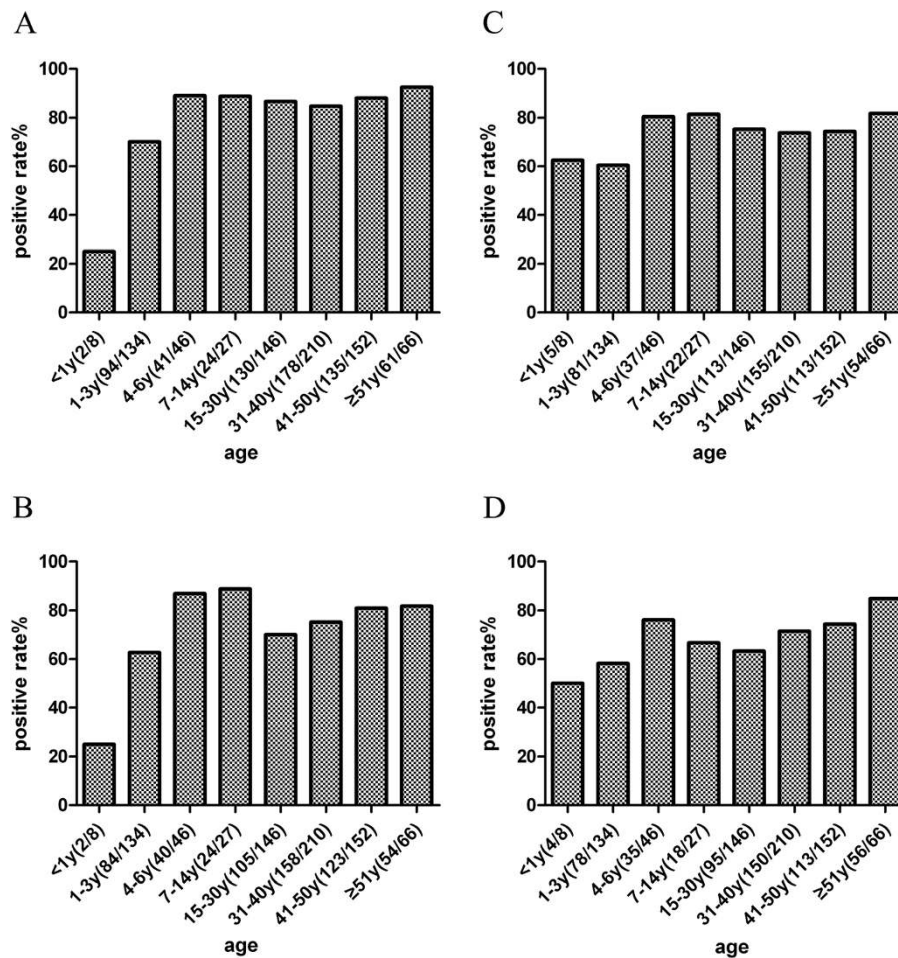 A
positive rate%
100
80
60
40
20
0
<1y(2/8)
1-3y(94/134)
4-6y(41/46)
7-14y(24/27)
15-30y(130/146)
31-40y(178/210)
41-50y(135/152)
≥51y(61/66)
age
C
positive rate%
100
80
60
40
20
0
<1y(5/8)
1-3y(81/134)
4-6y(37/46)
7-14y(22/27)
15-30y(113/146)
31-40y(155/210)
41-50y(113/152)
≥51y(54/66)
age
B
positive rate%
100
80
60
40
20
0
<1y(2/8)
1-3y(84/134)
4-6y(40/46)
7-14y(24/27)
15-30y(105/146)
31-40y(158/210)
41-50y(123/152)
≥51y(54/66)
age
D
positive rate%
100
80
60
40
20
0
<1y(4/8)
1-3y(78/134)
4-6y(35/46)
7-14y(18/27)
15-30y(95/146)
31-40y(150/210)
41-50y(113/152)
≥51y(56/66)
age